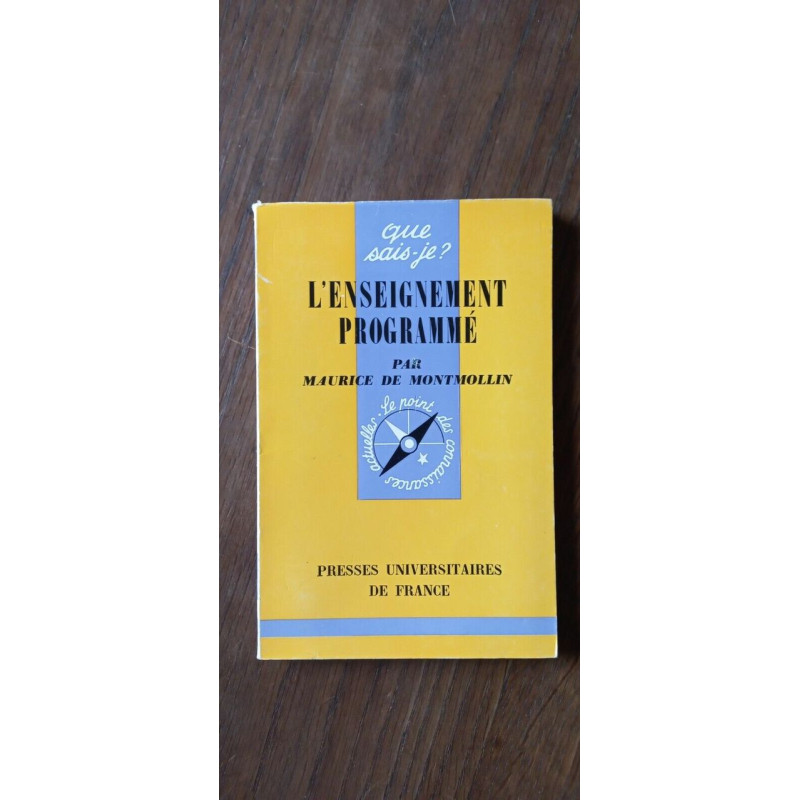 que
sais-je?
L'ENSEIGNEMENT
PROGRAMMÉ
PAR
MAURICE DE MONTMOLLIN
Le point des connaissances actuelles
PRESSES UNIVERSITAIRES
DE FRANCE